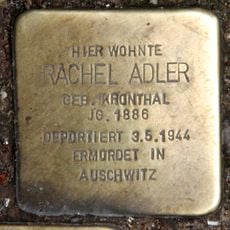 HIER WOHNTE
RACHEL ADLER
GEB. KRONTHAL
JG. 1886
DEPORTIERT 3.5.1944
ERMORDET IN
AUSCHWITZ